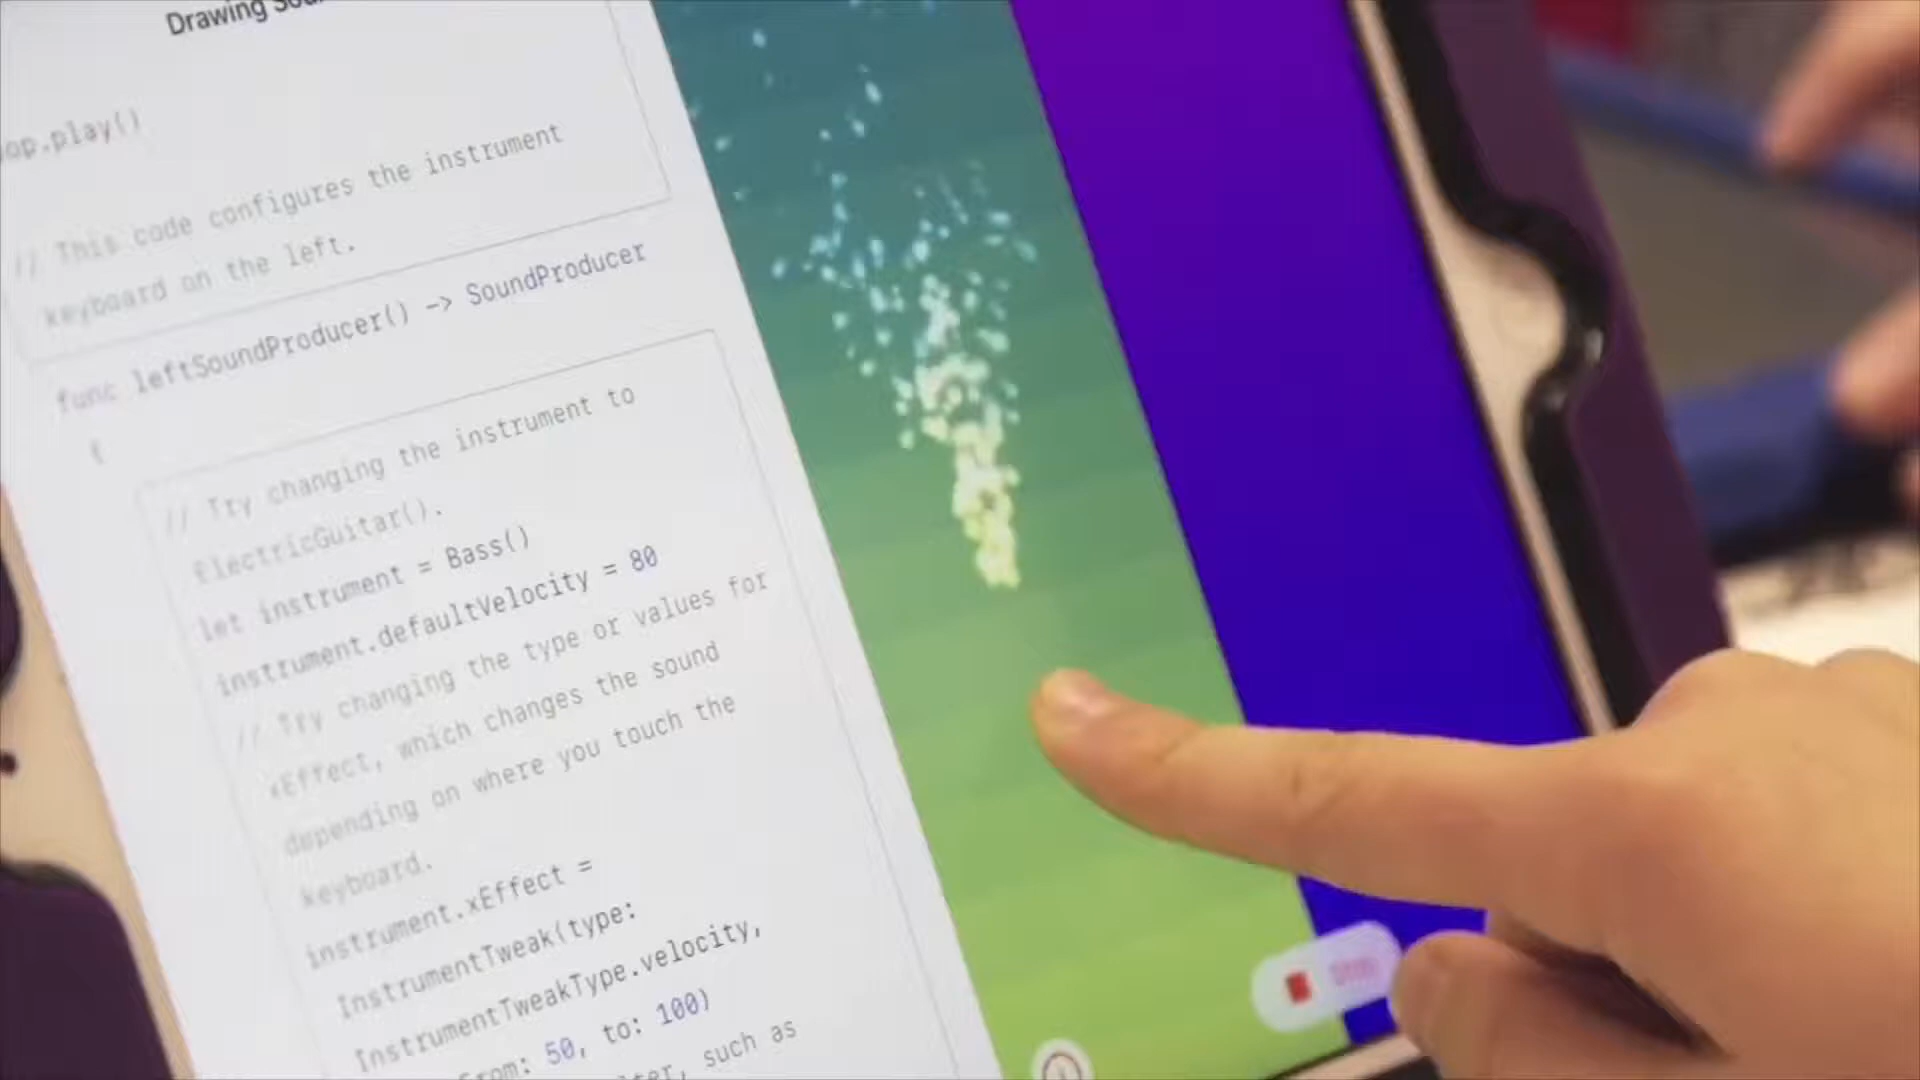 Drawing
.play()
// This code configures the instrument
keyboard on the left.
func leftSoundProducer() -> SoundProducer
{
// Try changing the instrument to
ElectricGuitar().
let instrument = Bass()
instrument.defaultVelocity = 80
// Try changing the type or values for
xEffect, which changes the sound
depending on where you touch the
keyboard.
instrument.xEffect =
InstrumentTweak(type:
InstrumentTweakType.velocity,
from: 50, to: 100)
such as